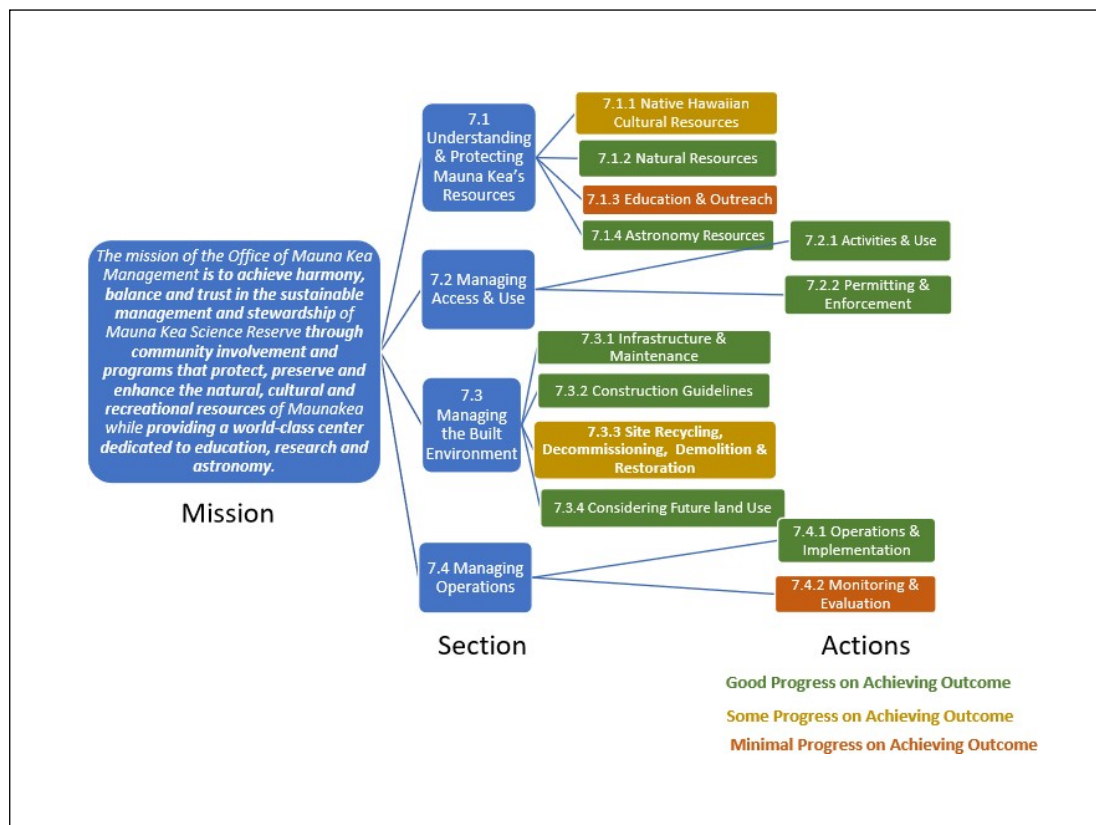 The mission of the Office of Mauna Kea
Management is to achieve harmony,
balance and trust in the sustainable
management and stewardship of
Mauna Kea Science Reserve through
community involvement and
programs that protect, preserve and
enhance the natural, cultural and
recreational resources of Maunakea
while providing a world-class center
dedicated to education, research and
astronomy.
Mission
7.1
Understanding
& Protecting
Mauna Kea's
Resources
7.1.1 Native Hawaiian
Cultural Resources
7.1.2 Natural Resources
7.1.3 Education & Outreach
7.1.4 Astronomy Resources
7.2 Managing
Access & Use
7.2.1 Activities & Use
7.2.2 Permitting &
Enforcement
7.3
Managing
the Built
Environment
7.3.1 Infrastructure &
Maintenance
7.3.2 Construction Guidelines
7.3.3 Site Recycling,
Decommissioning, Demolition &
Restoration
7.3.4 Considering Future land Use
7.4 Managing
Operations
7.4.1 Operations &
Implementation
7.4.2 Monitoring &
Evaluation
Section
Actions
Good Progress on Achieving Outcome
Some Progress on Achieving Outcome
Minimal Progress on Achieving Outcome